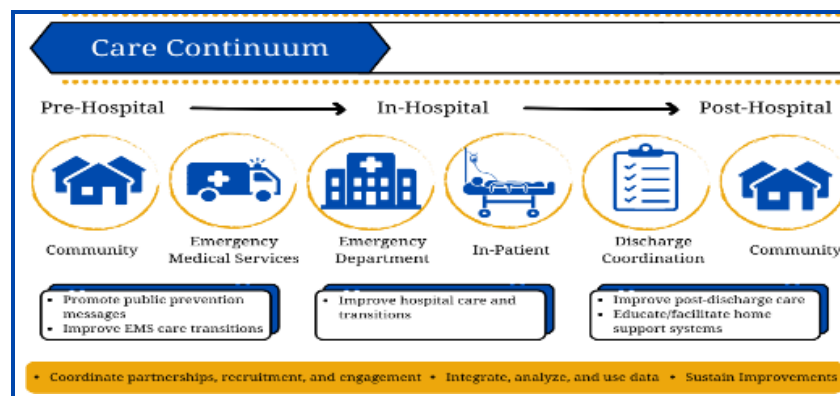 Care Continuum
Pre-Hospital
In-Hospital
Post-Hospital
Community
Emergency
Medical Services
Emergency
Department
In-Patient
Discharge
Coordination
Community
• Promote public prevention
messages
• Improve EMS care transitions
• Improve hospital care and
transitions
• Improve post-discharge care
• Educate/facilitate home
support systems
• Coordinate partnerships, recruitment, and engagement • Integrate, analyze, and use data • Sustain Improvements